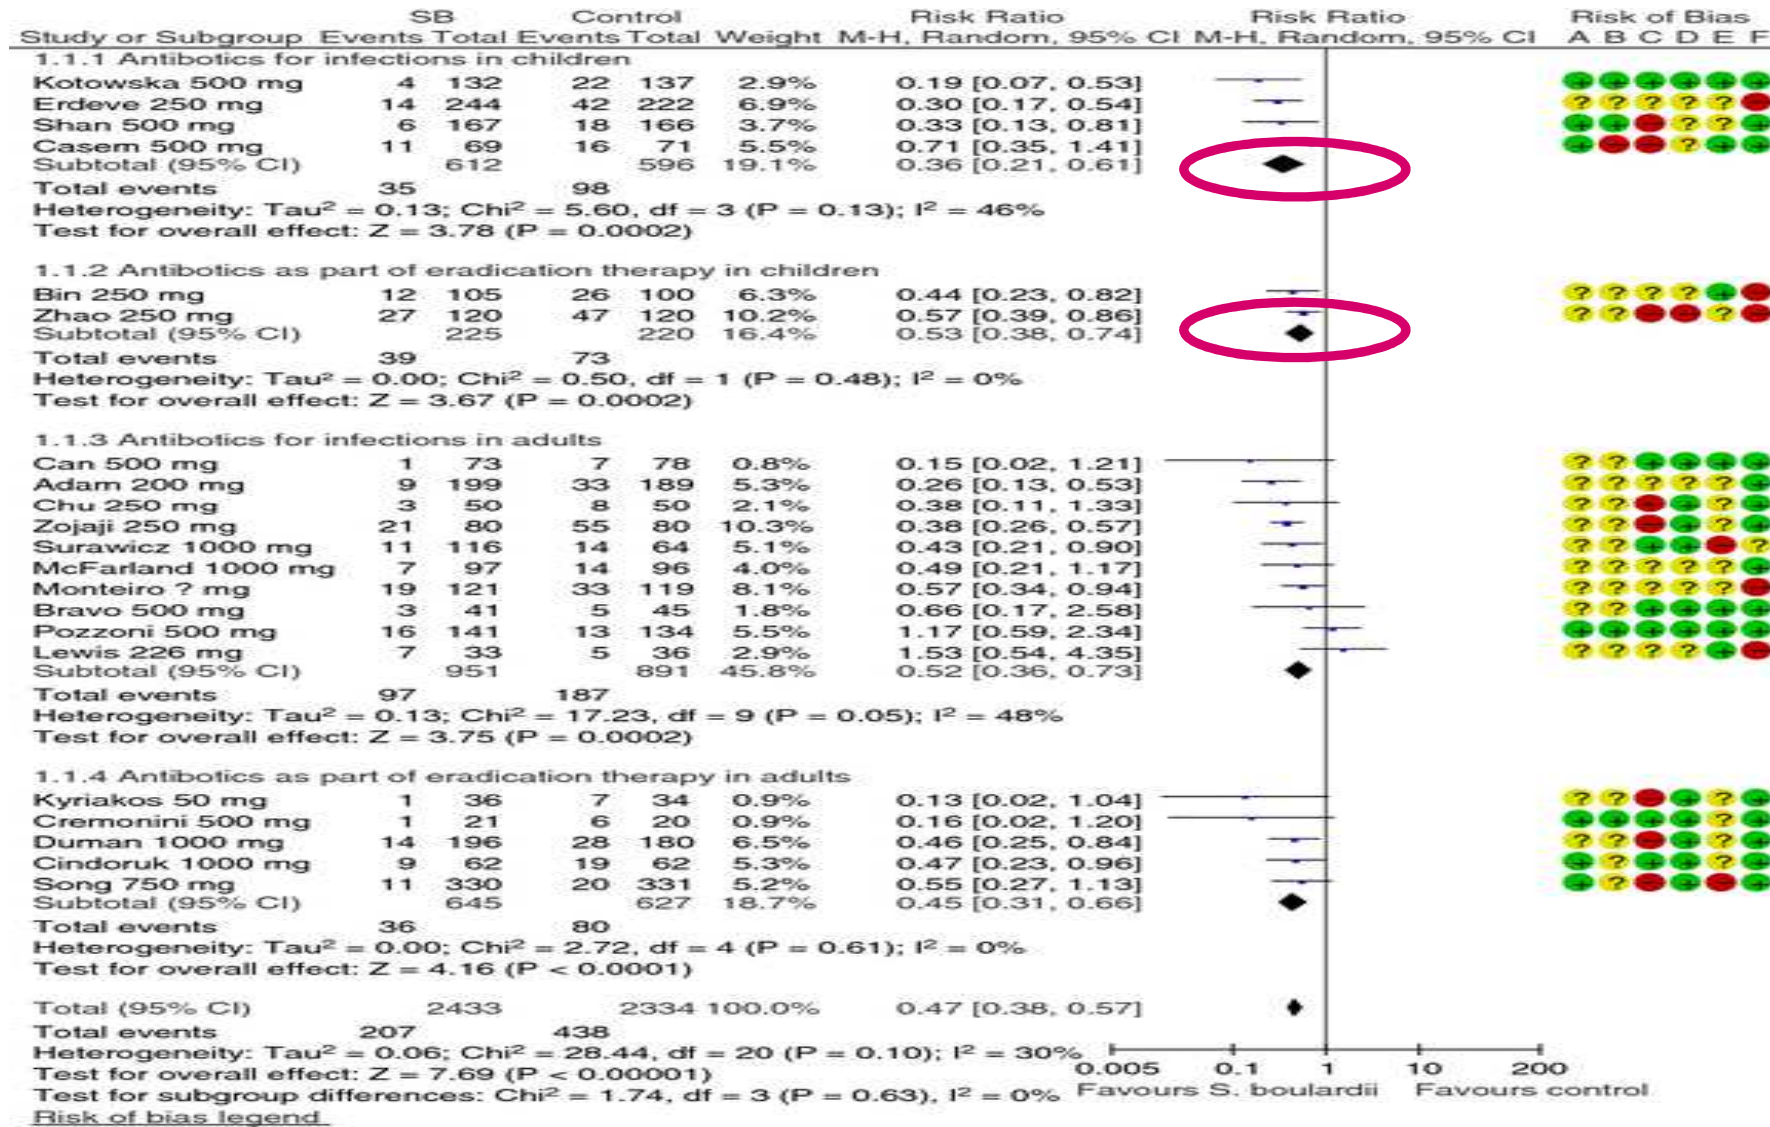 SB Control Risk Ratio Risk Ratio Risk of Bias
Study or Subgroup Events Total Events Total Weight M-H, Random, 95% CI M-H, Random, 95% CI A B C D E F
1.1.1 Antibotics for infections in children
Kotowska 500 mg 4 132 22 137 2.9% 0.19 [0.07, 0.53] + + + + + +
Erdeve 250 mg 14 244 42 222 6.9% 0.30 [0.17, 0.54] ? ? ? ? ? −
Shan 500 mg 6 167 18 166 3.7% 0.33 [0.13, 0.81] + + − ? ? +
Casem 500 mg 11 69 16 71 5.5% 0.71 [0.35, 1.41] + − − ? + +
Subtotal (95% CI) 612 596 19.1% 0.36 [0.21, 0.61]
Total events 35 98
Heterogeneity: Tau² = 0.13; Chi² = 5.60, df = 3 (P = 0.13); I² = 46%
Test for overall effect: Z = 3.78 (P = 0.0002)
1.1.2 Antibotics as part of eradication therapy in children
Bin 250 mg 12 105 26 100 6.3% 0.44 [0.23, 0.82] ? ? ? ? + −
Zhao 250 mg 27 120 47 120 10.2% 0.57 [0.39, 0.86] ? ? − − ? −
Subtotal (95% CI) 225 220 16.4% 0.53 [0.38, 0.74]
Total events 39 73
Heterogeneity: Tau² = 0.00; Chi² = 0.50, df = 1 (P = 0.48); I² = 0%
Test for overall effect: Z = 3.67 (P = 0.0002)
1.1.3 Antibotics for infections in adults
Can 500 mg 1 73 7 78 0.8% 0.15 [0.02, 1.21] ? ? + + + +
Adam 200 mg 9 199 33 189 5.3% 0.26 [0.13, 0.53] ? ? ? ? ? +
Chu 250 mg 3 50 8 50 2.1% 0.38 [0.11, 1.33] ? ? − + ? +
Zojaji 250 mg 21 80 55 80 10.3% 0.38 [0.26, 0.57] ? ? − + ? +
Surawicz 1000 mg 11 116 14 64 5.1% 0.43 [0.21, 0.90] ? ? + + − ?
McFarland 1000 mg 7 97 14 96 4.0% 0.49 [0.21, 1.17] ? ? ? ? ? +
Monteiro ? mg 19 121 33 119 8.1% 0.57 [0.34, 0.94] ? ? ? ? ? −
Bravo 500 mg 3 41 5 45 1.8% 0.66 [0.17, 2.58] ? ? + + + +
Pozzoni 500 mg 16 141 13 134 5.5% 1.17 [0.59, 2.34] + + + + + +
Lewis 226 mg 7 33 5 36 2.9% 1.53 [0.54, 4.35] ? ? ? ? + −
Subtotal (95% CI) 951 891 45.8% 0.52 [0.36, 0.73]
Total events 97 187
Heterogeneity: Tau² = 0.13; Chi² = 17.23, df = 9 (P = 0.05); I² = 48%
Test for overall effect: Z = 3.75 (P = 0.0002)
1.1.4 Antibotics as part of eradication therapy in adults
Kyriakos 50 mg 1 36 7 34 0.9% 0.13 [0.02, 1.04] ? ? − + ? +
Cremonini 500 mg 1 21 6 20 0.9% 0.16 [0.02, 1.20] + + + + ? +
Duman 1000 mg 14 196 28 180 6.5% 0.46 [0.25, 0.84] ? ? − + ? +
Cindoruk 1000 mg 9 62 19 62 5.3% 0.47 [0.23, 0.96] + ? + + ? +
Song 750 mg 11 330 20 331 5.2% 0.55 [0.27, 1.13] + ? − + − +
Subtotal (95% CI) 645 627 18.7% 0.45 [0.31, 0.66]
Total events 36 80
Heterogeneity: Tau² = 0.00; Chi² = 2.72, df = 4 (P = 0.61); I² = 0%
Test for overall effect: Z = 4.16 (P < 0.0001)
Total (95% CI) 2433 2334 100.0% 0.47 [0.38, 0.57]
Total events 207 438
Heterogeneity: Tau² = 0.06; Chi² = 28.44, df = 20 (P = 0.10); I² = 30%
0.005 0.1 1 10 200
Test for overall effect: Z = 7.69 (P < 0.00001)
Test for subgroup differences: Chi² = 1.74, df = 3 (P = 0.63), I² = 0%
Favours S. boulardii Favours control
Risk of bias legend